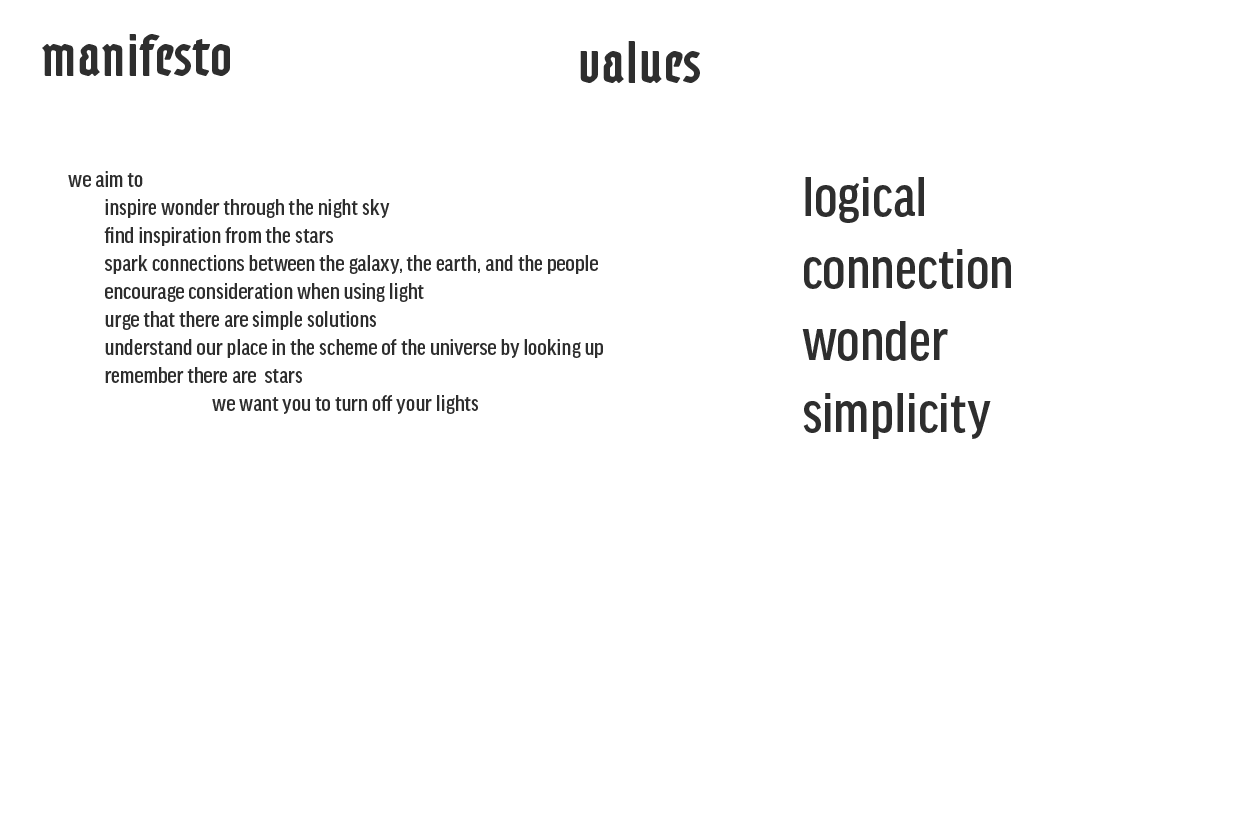 manifesto
we aim to
inspire wonder through the night sky
find inspiration from the stars
spark connections between the galaxy, the earth, and the people
encourage consideration when using light
urge that there are simple solutions
understand our place in the scheme of the universe by looking up
remember there are  stars
we want you to turn off your lights
values
logical
connection
wonder
simplicity